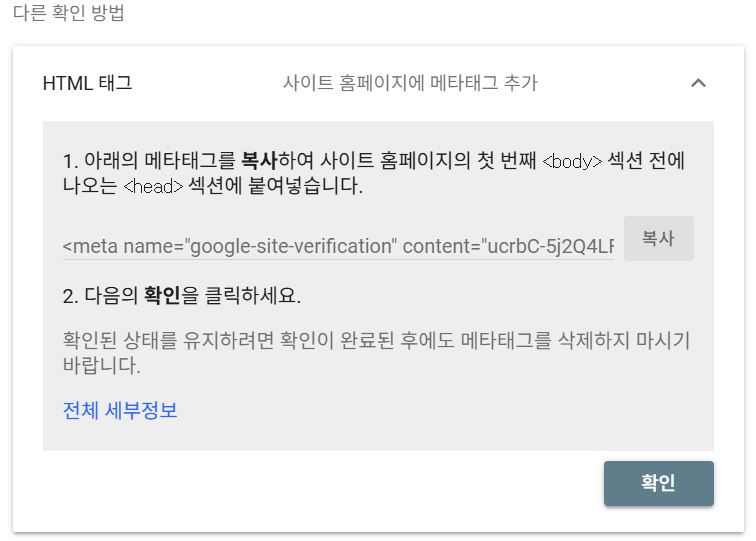 다른 확인 방법
HTML 태그 사이트 홈페이지에 메타태그 추가
1. 아래의 메타태그를 복사하여 사이트 홈페이지의 첫 번째 <body> 섹션 전에
나오는 <head> 섹션에 붙여넣습니다.
<meta name="google-site-verification" content="ucrbC-5j2Q4LF 복사
2. 다음의 확인을 클릭하세요.
확인된 상태를 유지하려면 확인이 완료된 후에도 메타태그를 삭제하지 마시기
바랍니다.
전체 세부정보
확인